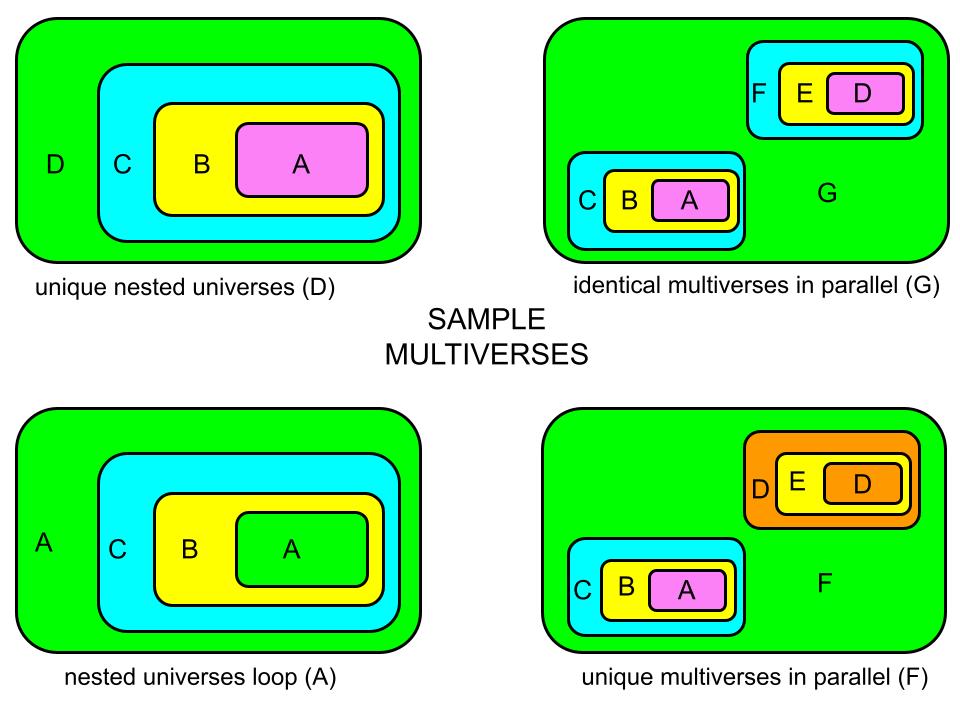 D C B A
F E D
C B A
G
unique nested universes (D)
identical multiverses in parallel (G)
SAMPLE
MULTIVERSES
A C B A
D E D
C B A
F
nested universes loop (A)
unique multiverses in parallel (F)